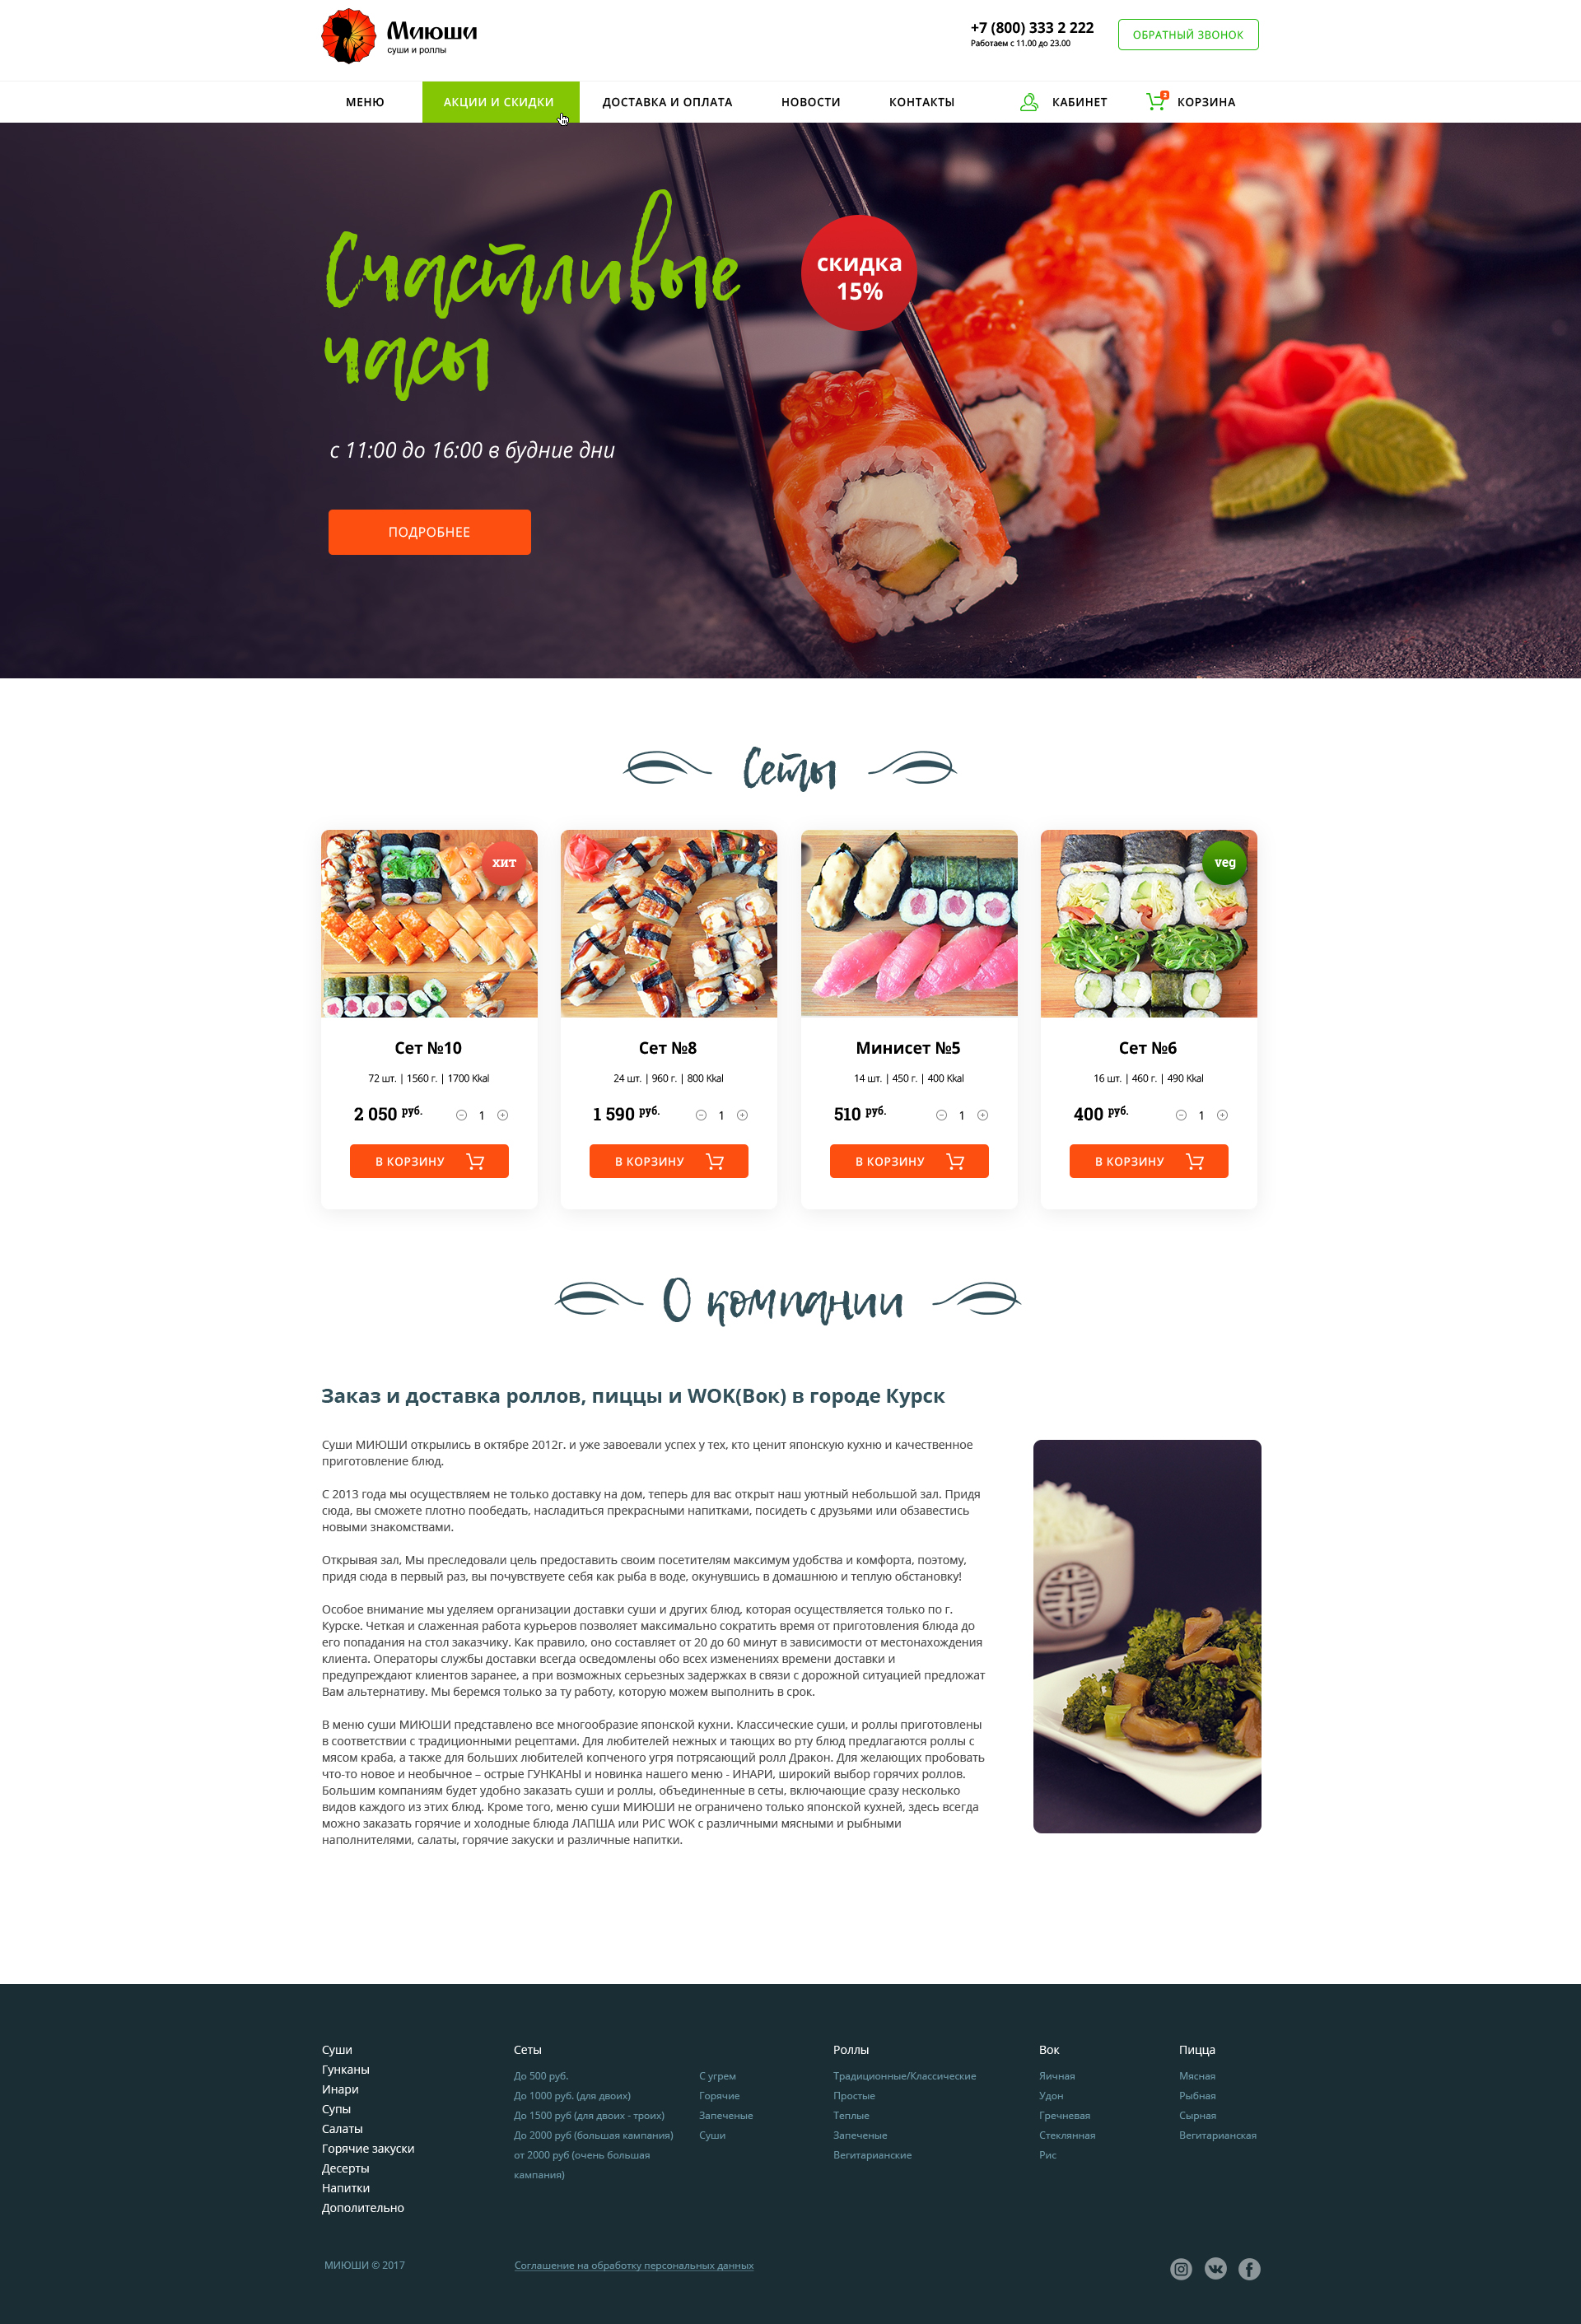 Миюши
суши и роллы
+7 (800) 333 2 222
Работаем с 11.00 до 23.00
ОБРАТНЫЙ ЗВОНОК
МЕНЮ
АКЦИИ И СКИДКИ
ДОСТАВКА И ОПЛАТА
НОВОСТИ
КОНТАКТЫ
КАБИНЕТ
2
КОРЗИНА
Счастливые
часы
скидка
15%
с 11:00 до 16:00 в будние дни
ПОДРОБНЕЕ
Сеты
хит
veg
Сет №10
72 шт. | 1560 г. | 1700 Kkal
2 050 руб.
1
В КОРЗИНУ
Сет №8
24 шт. | 960 г. | 800 Kkal
1 590 руб.
1
В КОРЗИНУ
Минисет №5
14 шт. | 450 г. | 400 Kkal
510 руб.
1
В КОРЗИНУ
Сет №6
16 шт. | 460 г. | 490 Kkal
400 руб.
1
В КОРЗИНУ
О компании
Заказ и доставка роллов, пиццы и WOK(Вок) в городе Курск
Суши МИЮШИ открылись в октябре 2012г. и уже завоевали успех у тех, кто ценит японскую кухню и качественное
приготовление блюд.
С 2013 года мы осуществляем не только доставку на дом, теперь для вас открыт наш уютный небольшой зал. Придя
сюда, вы сможете плотно пообедать, насладиться прекрасными напитками, посидеть с друзьями или обзавестись
новыми знакомствами.
Открывая зал, Мы преследовали цель предоставить своим посетителям максимум удобства и комфорта, поэтому,
придя сюда в первый раз, вы почувствуете себя как рыба в воде, окунувшись в домашнюю и теплую обстановку!
Особое внимание мы уделяем организации доставки суши и других блюд, которая осуществляется только по г.
Курске. Четкая и слаженная работа курьеров позволяет максимально сократить время от приготовления блюда до
его попадания на стол заказчику. Как правило, оно составляет от 20 до 60 минут в зависимости от местонахождения
клиента. Операторы службы доставки всегда осведомлены обо всех изменениях времени доставки и
предупреждают клиентов заранее, а при возможных серьезных задержках в связи с дорожной ситуацией предложат
Вам альтернативу. Мы беремся только за ту работу, которую можем выполнить в срок.
В меню суши МИЮШИ представлено все многообразие японской кухни. Классические суши, и роллы приготовлены
в соответствии с традиционными рецептами. Для любителей нежных и тающих во рту блюд предлагаются роллы с
мясом краба, а также для больших любителей копченого угря потрясающий ролл Дракон. Для желающих пробовать
что-то новое и необычное – острые ГУНКАНЫ и новинка нашего меню - ИНАРИ, широкий выбор горячих роллов.
Большим компаниям будет удобно заказать суши и роллы, объединенные в сеты, включающие сразу несколько
видов каждого из этих блюд. Кроме того, меню суши МИЮШИ не ограничено только японской кухней, здесь всегда
можно заказать горячие и холодные блюда ЛАПША или РИС WOK с различными мясными и рыбными
наполнителями, салаты, горячие закуски и различные напитки.
Суши
Гунканы
Инари
Супы
Салаты
Горячие закуски
Десерты
Напитки
Дополительно
Сеты
До 500 руб.
До 1000 руб. (для двоих)
До 1500 руб (для двоих - троих)
До 2000 руб (большая кампания)
от 2000 руб (очень большая
кампания)
С угрем
Горячие
Запеченые
Суши
Роллы
Традиционные/Классические
Простые
Теплые
Запеченые
Вегитарианские
Вок
Яичная
Удон
Гречневая
Стеклянная
Рис
Пицца
Мясная
Рыбная
Сырная
Вегитарианская
МИЮШИ © 2017
Соглашение на обработку персональных данных